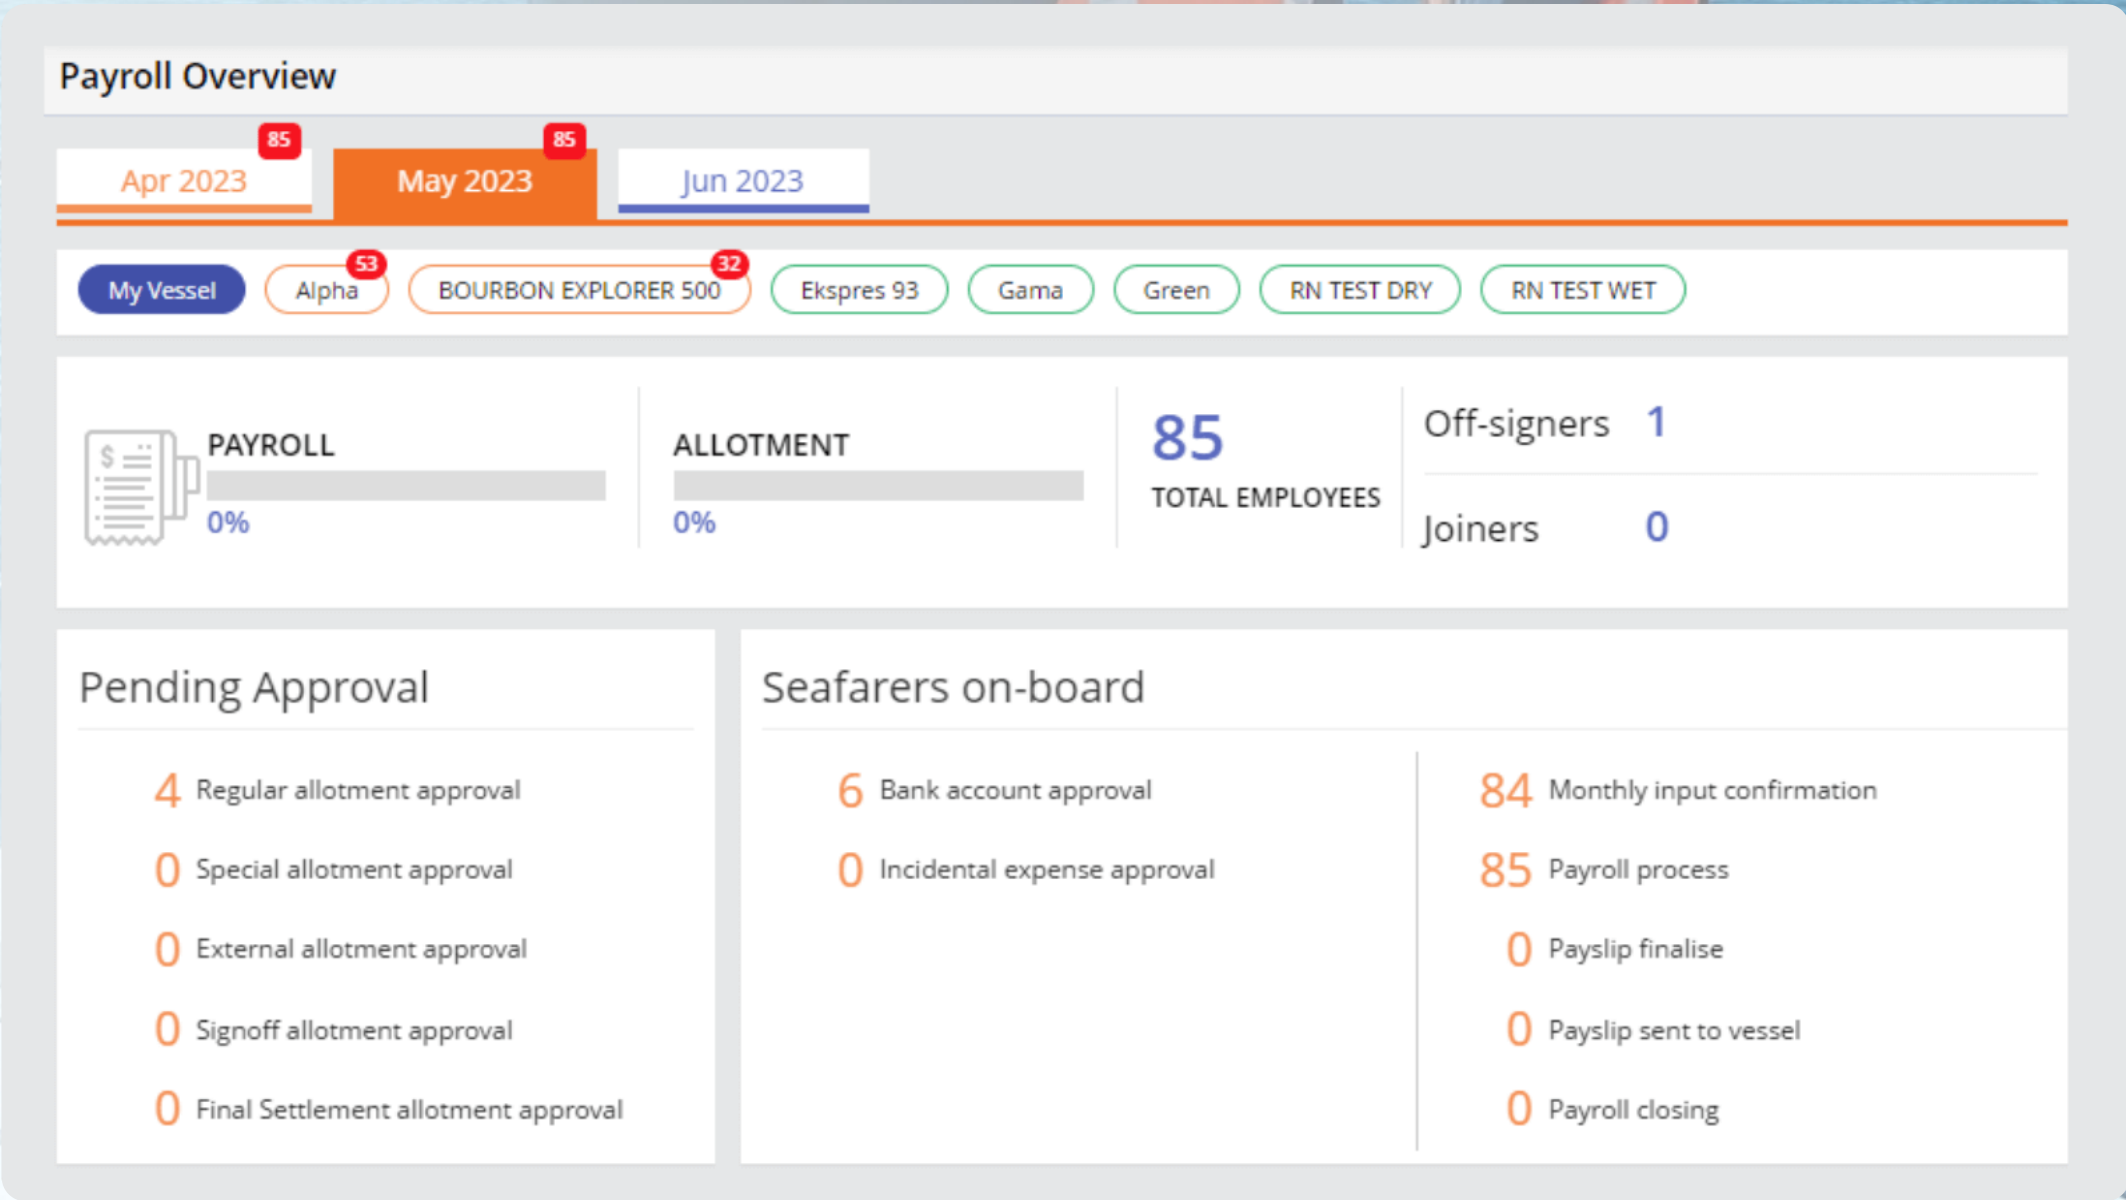 Payroll Overview
85
85
Apr 2023
May 2023
Jun 2023
53
32
My Vessel
Alpha
BOURBON EXPLORER 500
Ekspres 93
Gama
Green
RN TEST DRY
RN TEST WET
$
PAYROLL
0%
ALLOTMENT
0%
85
TOTAL EMPLOYEES
Off-signers 1
Joiners 0
Pending Approval
4 Regular allotment approval
0 Special allotment approval
0 External allotment approval
0 Signoff allotment approval
0 Final Settlement allotment approval
Seafarers on-board
6 Bank account approval
0 Incidental expense approval
84 Monthly input confirmation
85 Payroll process
0 Payslip finalise
0 Payslip sent to vessel
0 Payroll closing